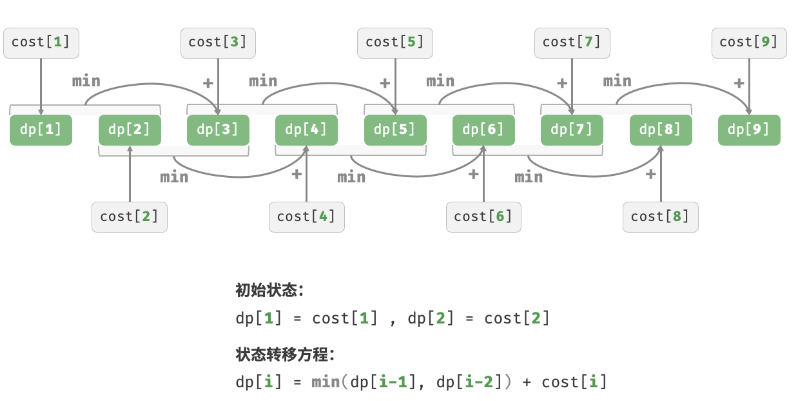 cost[1] cost[3] cost[5] cost[7] cost[9]
min + min + min + min +
dp[1] dp[2] dp[3] dp[4] dp[5] dp[6] dp[7] dp[8] dp[9]
min + min + min +
cost[2] cost[4] cost[6] cost[8]
初始状态：
dp[1] = cost[1] , dp[2] = cost[2]
状态转移方程：
dp[i] = min(dp[i-1], dp[i-2]) + cost[i]